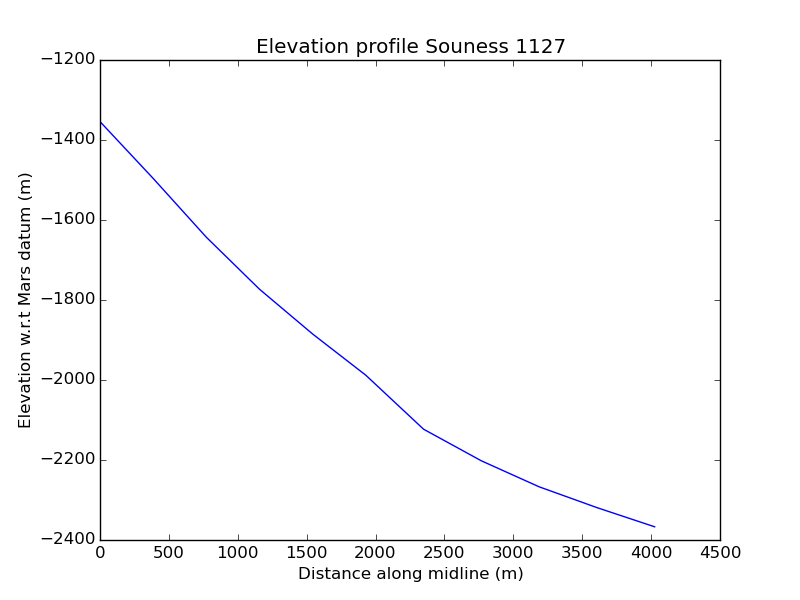 Elevation profile Souness 1127
−1200
−1400
−1600
−1800
−2000
−2200
−2400
Elevation w.r.t Mars datum (m)
0 500 1000 1500 2000 2500 3000 3500 4000 4500
Distance along midline (m)